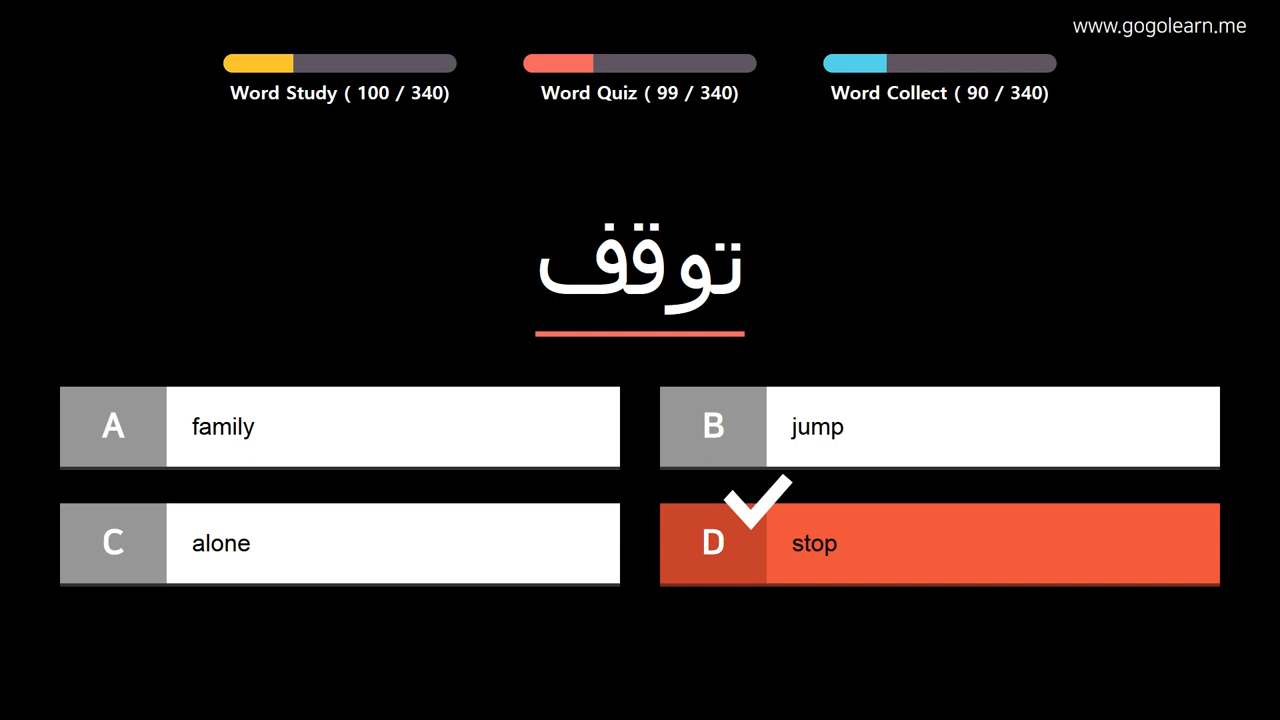 www.gogolearn.me
Word Study ( 100 / 340)
Word Quiz ( 99 / 340)
Word Collect ( 90 / 340)
توقف
A family
B jump
C alone
D stop